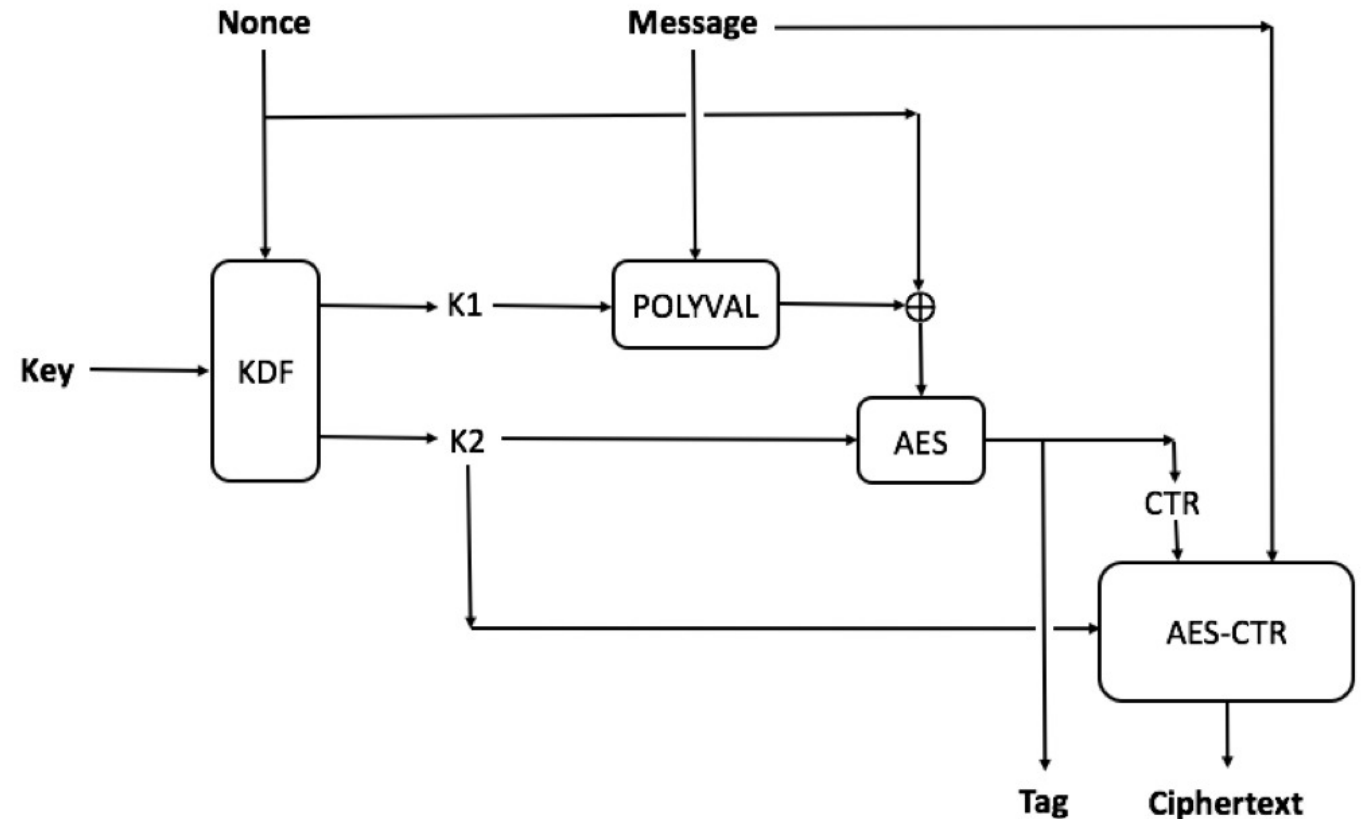 Nonce
Message
K1
POLYVAL
⊕
Key
KDF
K2
AES
CTR
AES-CTR
Tag
Ciphertext